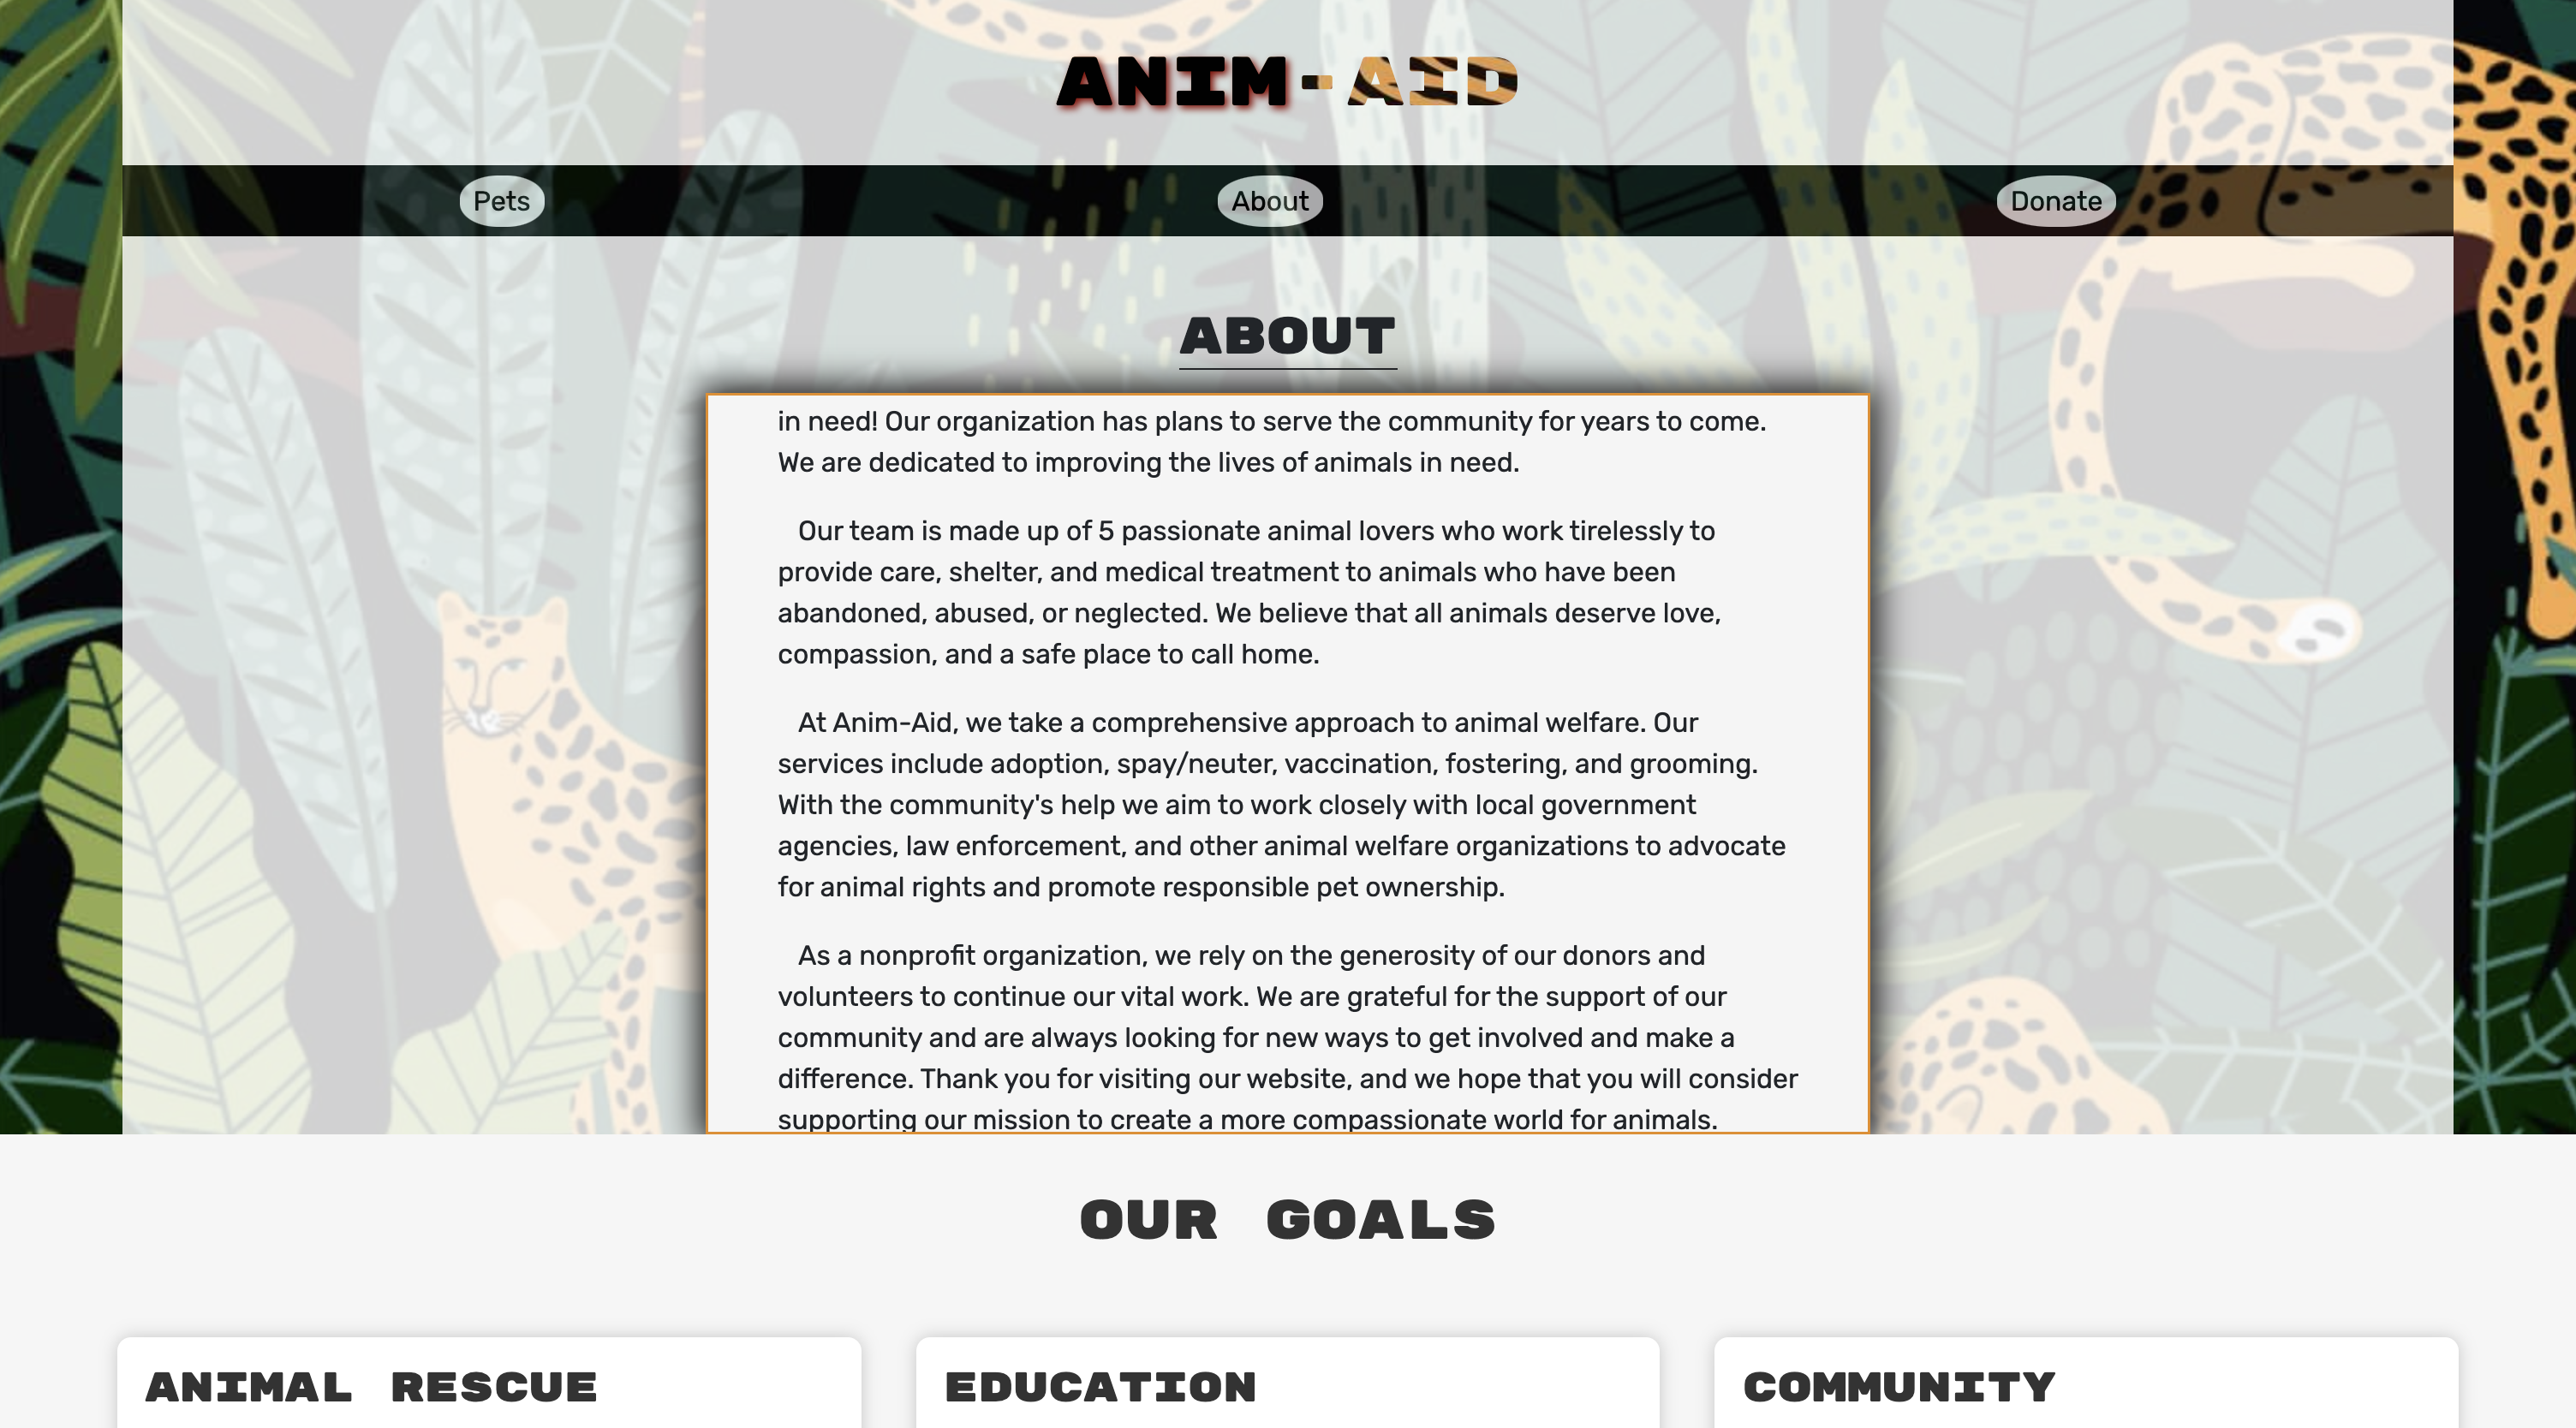 ANIM-AID
Pets
About
Donate
ABOUT
in need! Our organization has plans to serve the community for years to come.
We are dedicated to improving the lives of animals in need.
Our team is made up of 5 passionate animal lovers who work tirelessly to
provide care, shelter, and medical treatment to animals who have been
abandoned, abused, or neglected. We believe that all animals deserve love,
compassion, and a safe place to call home.
At Anim-Aid, we take a comprehensive approach to animal welfare. Our
services include adoption, spay/neuter, vaccination, fostering, and grooming.
With the community's help we aim to work closely with local government
agencies, law enforcement, and other animal welfare organizations to advocate
for animal rights and promote responsible pet ownership.
As a nonprofit organization, we rely on the generosity of our donors and
volunteers to continue our vital work. We are grateful for the support of our
community and are always looking for new ways to get involved and make a
difference. Thank you for visiting our website, and we hope that you will consider
supporting our mission to create a more compassionate world for animals.
OUR GOALS
ANIMAL RESCUE
EDUCATION
COMMUNITY